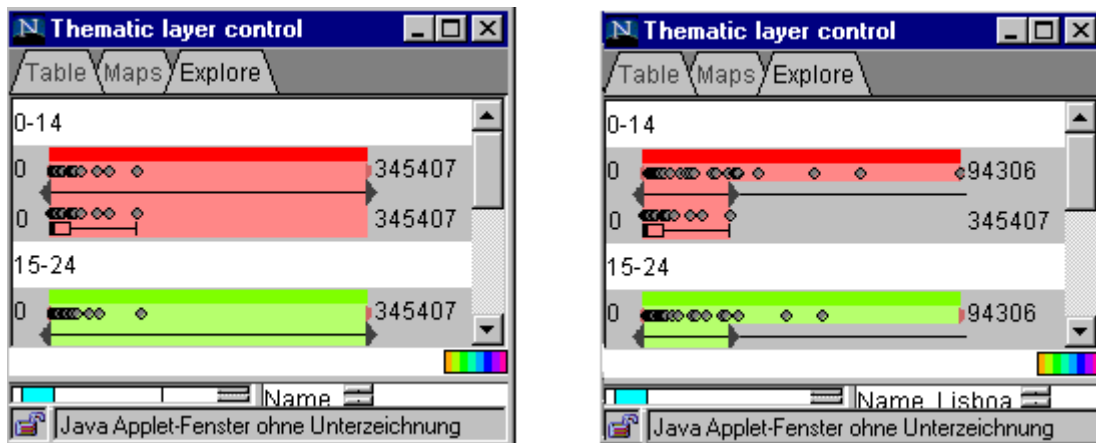 Thematic layer control
Table Maps Explore
0-14
0 345407
0 345407
15-24
0 345407
Name
Java Applet-Fenster ohne Unterzeichnung
Thematic layer control
Table Maps Explore
0-14
0 94306
0 345407
15-24
0 94306
Name Lisboa
Java Applet-Fenster ohne Unterzeichnung